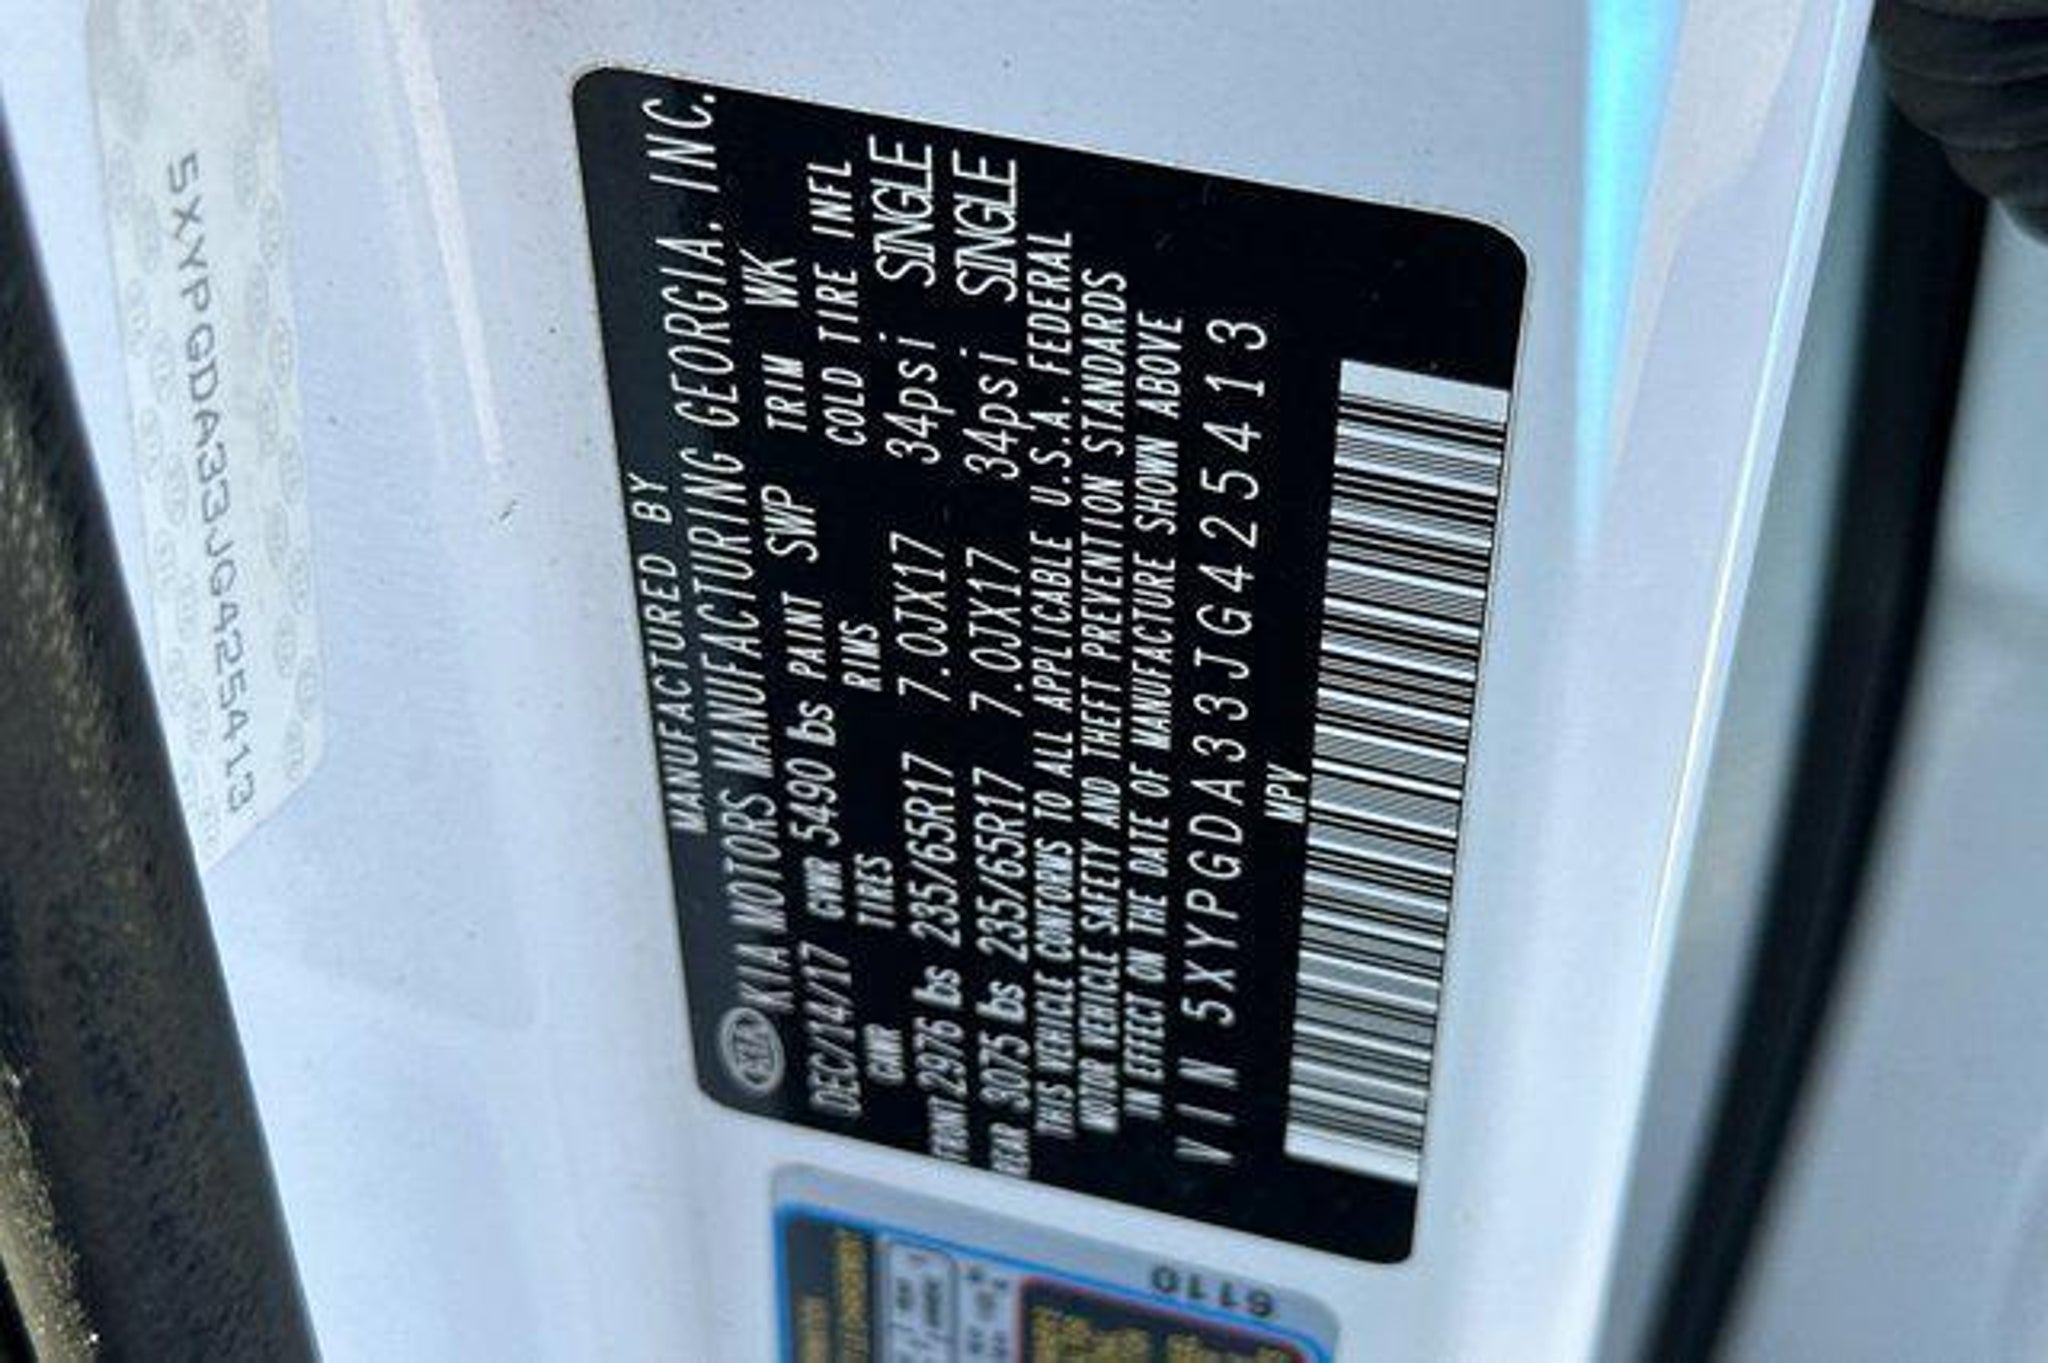 5XYPGDA33JG425413
MANUFACTURED BY
KIA KIA MOTORS MANUFACTURING GEORGIA, INC.
DEC/14/17 GVWR 5490 lbs PAINT SWP TRIM WK
GAWR TIRES RIMS COLD TIRE INFL
FRONT 2976 lbs 235/65R17 7.0JX17 34psi SINGLE
REAR 3075 lbs 235/65R17 7.0JX17 34psi SINGLE
THIS VEHICLE CONFORMS TO ALL APPLICABLE U.S.A. FEDERAL
MOTOR VEHICLE SAFETY AND THEFT PREVENTION STANDARDS
IN EFFECT ON THE DATE OF MANUFACTURE SHOWN ABOVE
VIN 5XYPGDA33JG425413
MPV
6110